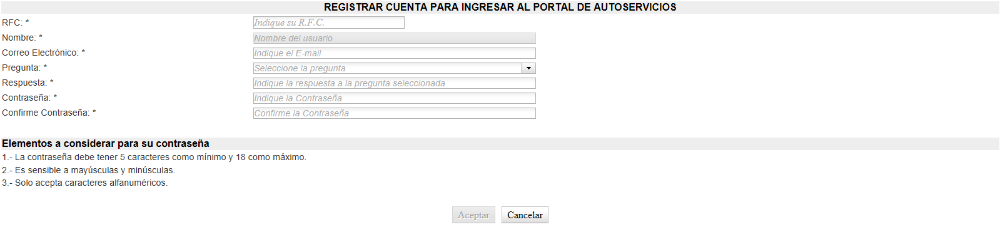 REGISTRAR CUENTA PARA INGRESAR AL PORTAL DE AUTOSERVICIOS
RFC: * Indique su R.F.C.
Nombre: * Nombre del usuario
Correo Electrónico: * Indique el E-mail
Pregunta: * Seleccione la pregunta
Respuesta: * Indique la respuesta a la pregunta seleccionada
Contraseña: * Indique la Contraseña
Confirme Contraseña: * Confirme la Contraseña
Elementos a considerar para su contraseña
1.- La contraseña debe tener 5 caracteres como mínimo y 18 como máximo.
2.- Es sensible a mayúsculas y minúsculas.
3.- Solo acepta caracteres alfanuméricos.
Aceptar Cancelar